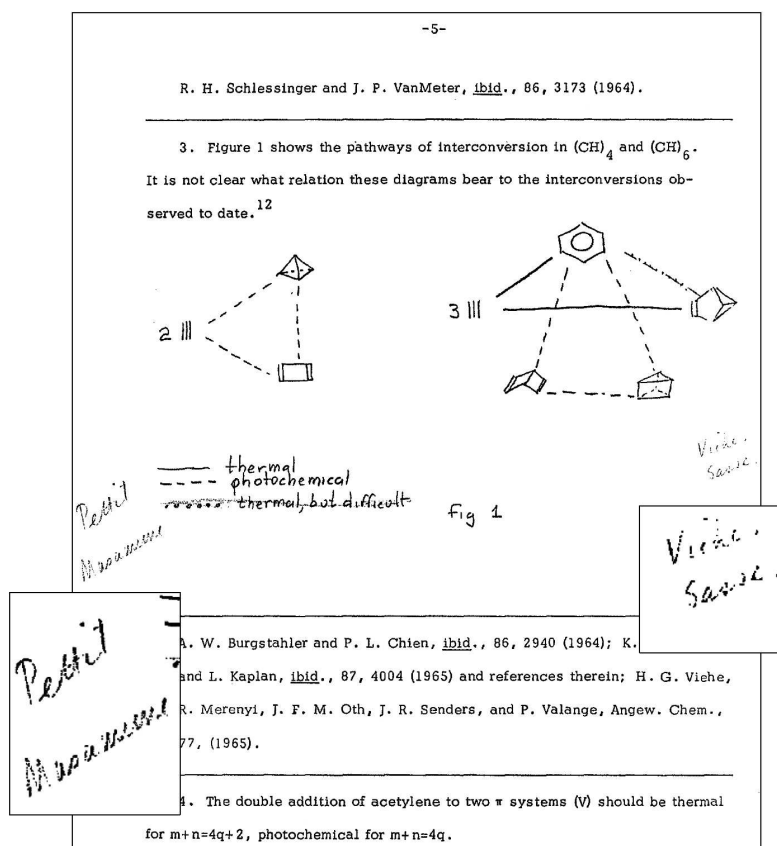 -5-
R. H. Schlessinger and J. P. VanMeter, ibid., 86, 3173 (1964).
3. Figure 1 shows the pathways of interconversion in (CH)4 and (CH)6.
It is not clear what relation these diagrams bear to the interconversions ob-
served to date.12
2 |||
3 |||
thermal
photochemical
thermal, but difficult
Fig 1
Viehe.
Sasse.
Pettit
Masamune
Viehe.
Sasse.
Pettit
Masamune
A. W. Burgstahler and P. L. Chien, ibid., 86, 2940 (1964); K.
and L. Kaplan, ibid., 87, 4004 (1965) and references therein; H. G. Viehe,
R. Merenyi, J. F. M. Oth, J. R. Senders, and P. Valange, Angew. Chem.,
77, (1965).
4. The double addition of acetylene to two π systems (V) should be thermal
for m+n=4q+2, photochemical for m+n=4q.